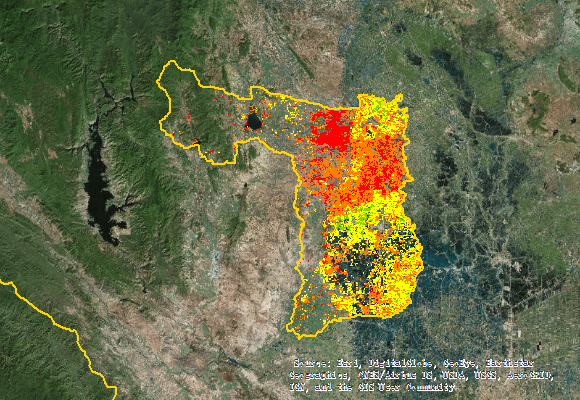 Source: Esri, DigitalGlobe, GeoEye, Earthstar
Geographics, CNES/Airbus DS, USDA, USGS, AeroGRID,
IGN, and the GIS User Community